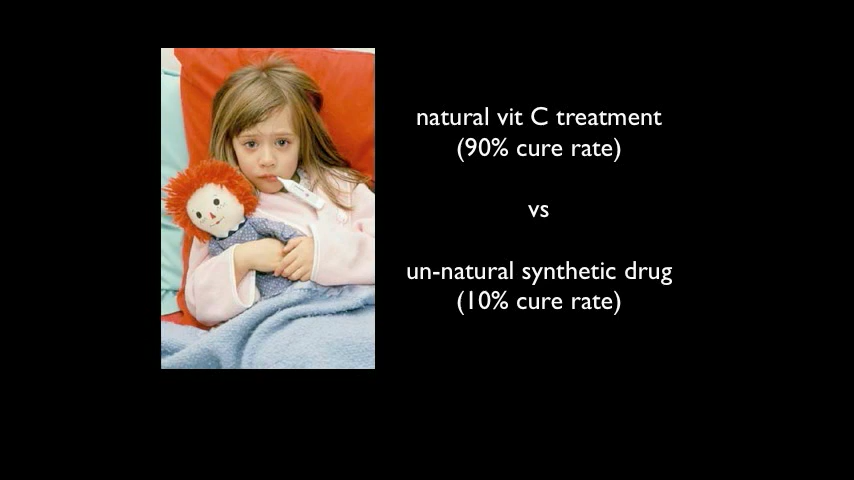 natural vit C treatment
(90% cure rate)
vs
un-natural synthetic drug
(10% cure rate)